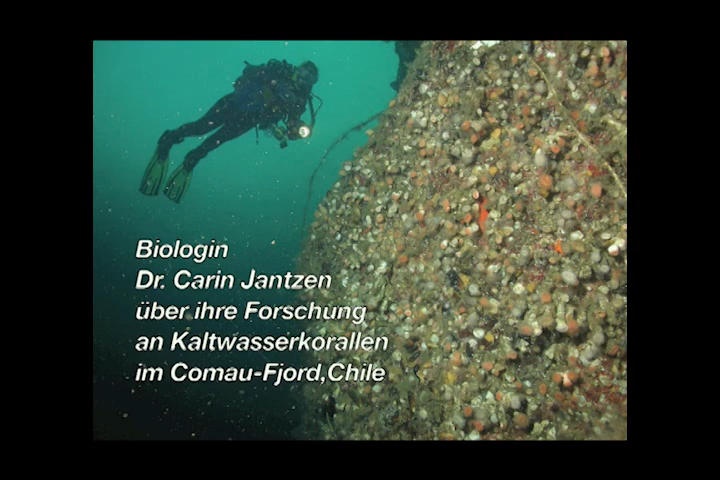 Biologin
Dr. Carin Jantzen
über ihre Forschung
an Kaltwasserkorallen
im Comau-Fjord,Chile